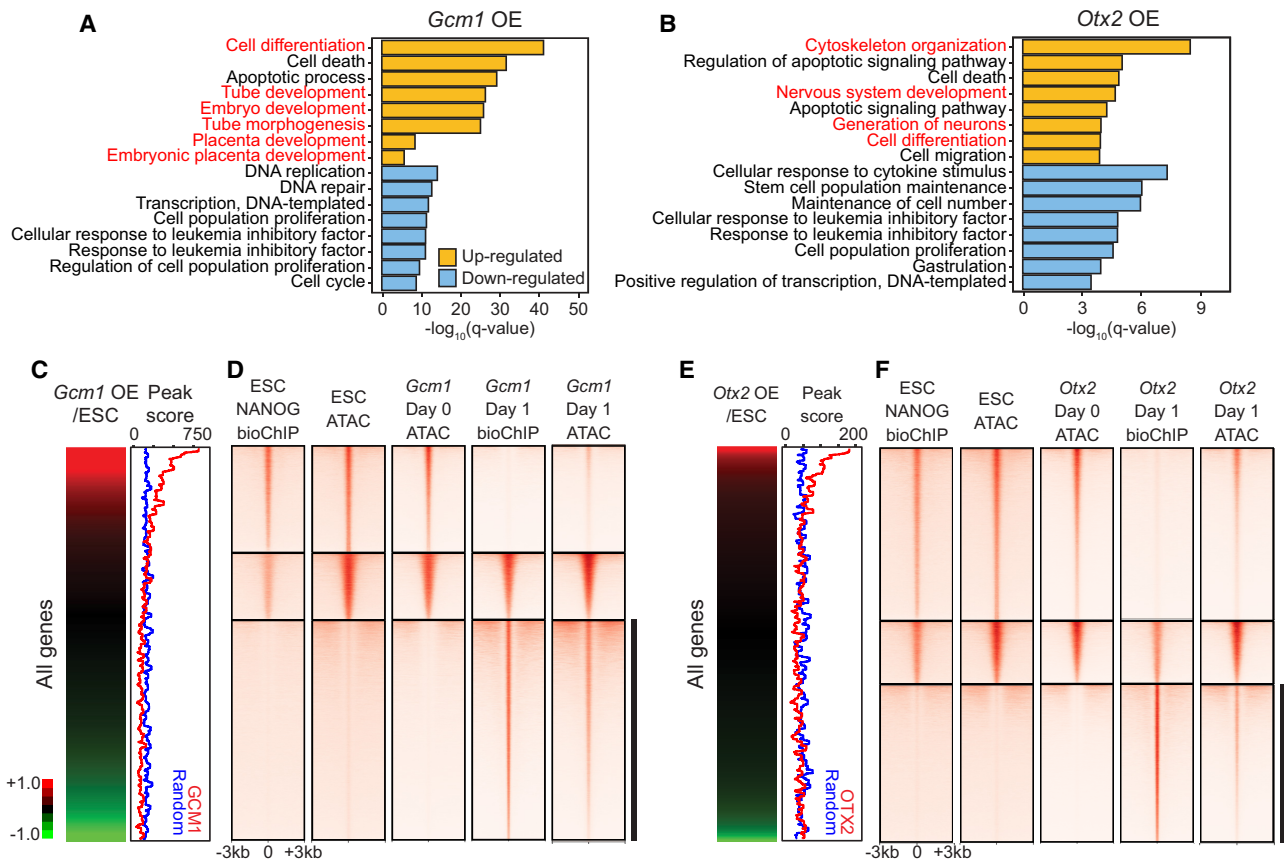 A
Gcm1 OE
Cell differentiation
Cell death
Apoptotic process
Tube development
Embryo development
Tube morphogenesis
Placenta development
Embryonic placenta development
DNA replication
DNA repair
Transcription, DNA-templated
Cell population proliferation
Cellular response to leukemia inhibitory factor
Response to leukemia inhibitory factor
Regulation of cell population proliferation
Cell cycle
Up-regulated
Down-regulated
0 10 20 30 40 50
-log10(q-value)
B
Otx2 OE
Cytoskeleton organization
Regulation of apoptotic signaling pathway
Cell death
Nervous system development
Apoptotic signaling pathway
Generation of neurons
Cell differentiation
Cell migration
Cellular response to cytokine stimulus
Stem cell population maintenance
Maintenance of cell number
Cellular response to leukemia inhibitory factor
Response to leukemia inhibitory factor
Cell population proliferation
Gastrulation
Positive regulation of transcription, DNA-templated
0 3 6 9
-log10(q-value)
C
Gcm1 OE
/ESC
Peak
score
0 750
All genes
+1.0
-1.0
GCM1
Random
D
ESC
NANOG
bioChIP
ESC
ATAC
Gcm1
Day 0
ATAC
Gcm1
Day 1
bioChIP
Gcm1
Day 1
ATAC
-3kb 0 +3kb
E
Otx2 OE
/ESC
Peak
score
0 100 200
All genes
OTX2
Random
F
ESC
NANOG
bioChIP
ESC
ATAC
Otx2
Day 0
ATAC
Otx2
Day 1
bioChIP
Otx2
Day 1
ATAC
-3kb 0 +3kb